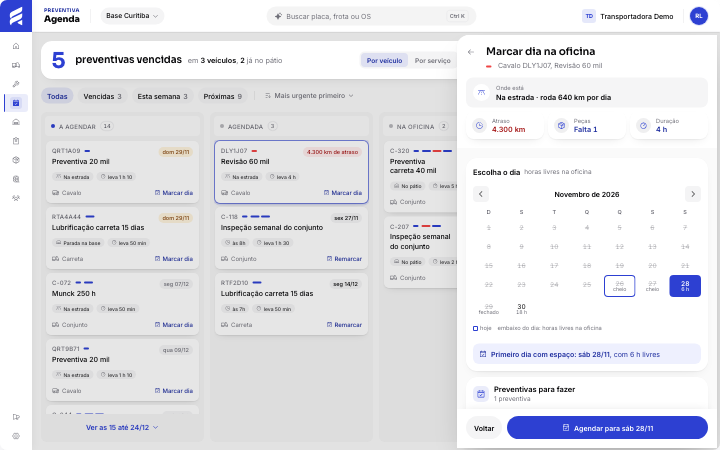 PREVENTIVA
Agenda
Base Curitiba
Buscar placa, frota ou OS
Ctrl K
TD
Transportadora Demo
RL
5 preventivas vencidas
em 3 veículos, 2 já no pátio
Por veículo
Por serviço
Todas
Vencidas 3
Esta semana 3
Próximas 9
Mais urgente primeiro
A AGENDAR 14
QRT1A09
dom 29/11
Preventiva 20 mil
Na estrada
leva 1 h 10
Cavalo
Marcar dia
RTA4A44
dom 29/11
Lubrificação carreta 15 dias
Parada na base
leva 50 min
Carreta
Marcar dia
C-072
seg 07/12
Munck 250 h
Na estrada
leva 50 min
Conjunto
Marcar dia
QRT9B71
qua 09/12
Preventiva 20 mil
Na estrada
leva 1 h 10
Cavalo
Marcar dia
Ver as 15 até 24/12
AGENDADA 3
DLY1J07
4.300 km de atraso
Revisão 60 mil
Na estrada
leva 4 h
Cavalo
Marcar dia
C-118
sex 27/11
Inspeção semanal do conjunto
às 8h
leva 1 h 30
Conjunto
Remarcar
RTF2D10
seg 14/12
Lubrificação carreta 15 dias
às 7h
leva 50 min
Carreta
Remarcar
NA OFICINA 2
C-320
Preventiva
carreta 40 mil
No pátio
leva 5 h
Conjunto
C-207
Inspeção semanal
do conjunto
No pátio
leva 2 h
Conjunto
Marcar dia na oficina
Cavalo DLY1J07, Revisão 60 mil
Onde está
Na estrada · roda 640 km por dia
Atraso
4.300 km
Peças
Falta 1
Duração
4 h
Escolha o dia horas livres na oficina
Novembro de 2026
D S T Q Q S S
1 2 3 4 5 6 7
8 9 10 11 12 13 14
15 16 17 18 19 20 21
22 23 24 25 26 27 28
cheio cheio 6 h
29 30
fechado 18 h
hoje embaixo do dia: horas livres na oficina
Primeiro dia com espaço: sáb 28/11, com 6 h livres
Preventivas para fazer
1 preventiva
Voltar
Agendar para sáb 28/11